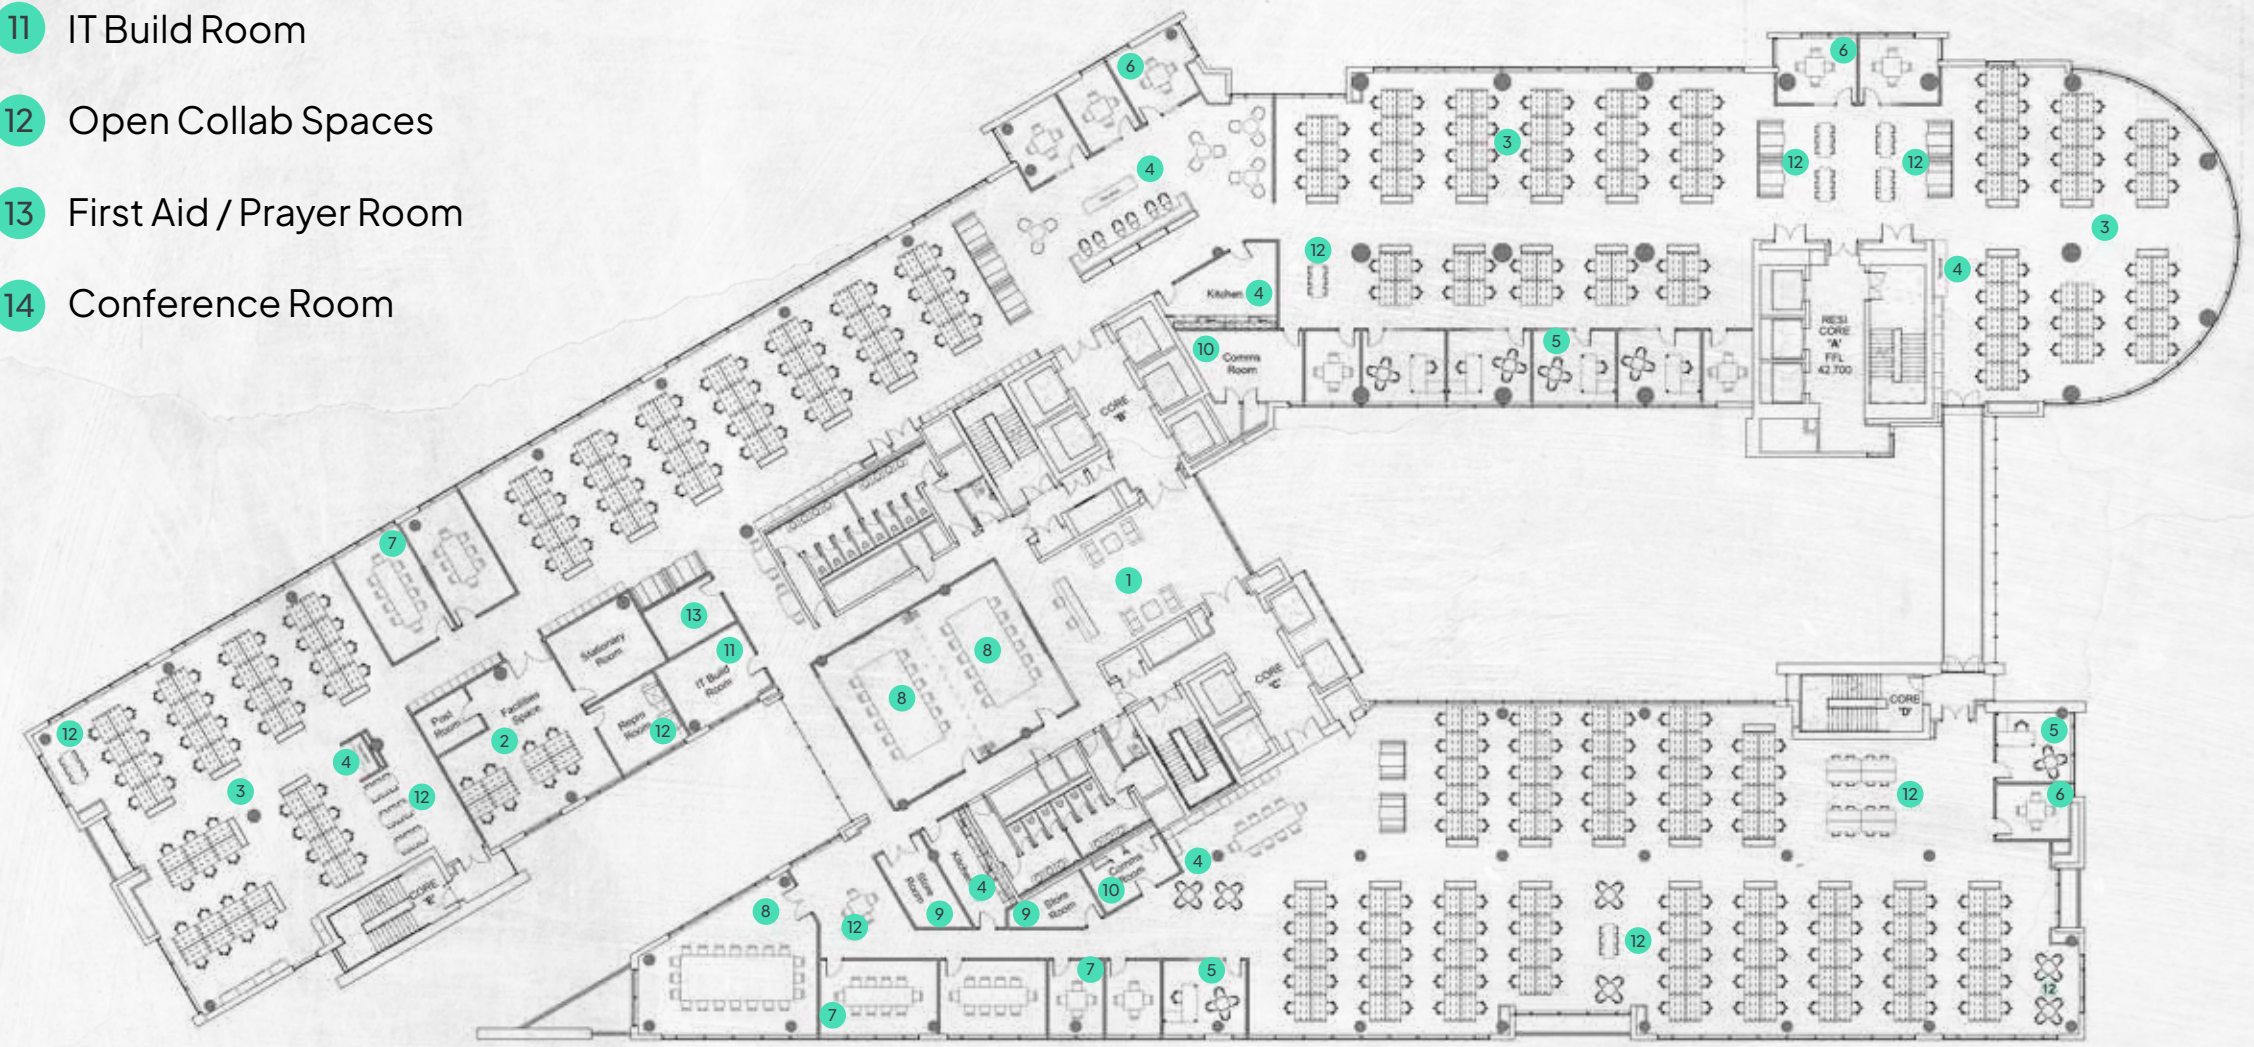 11 IT Build Room
12 Open Collab Spaces
13 First Aid / Prayer Room
14 Conference Room
6
6
4
3
12
12
3
12
4
Kitchen 4
10 Comms
Room
5
RESI
CORE
'A'
FFL
42.700
CORE
'B'
7
1
13
Stationary
Room
11
IT Build
Room
8
8
CORE
'C'
Post
Room
Facilities
Space
2
Repro
Room
12
12
4
3
12
CORE
'D'
5
12
6
CORE
'E'
4
Store
Room
9
Kitchen
4
Store
Room
9
Comms
Room
10
8
12
12
7
5
7
12